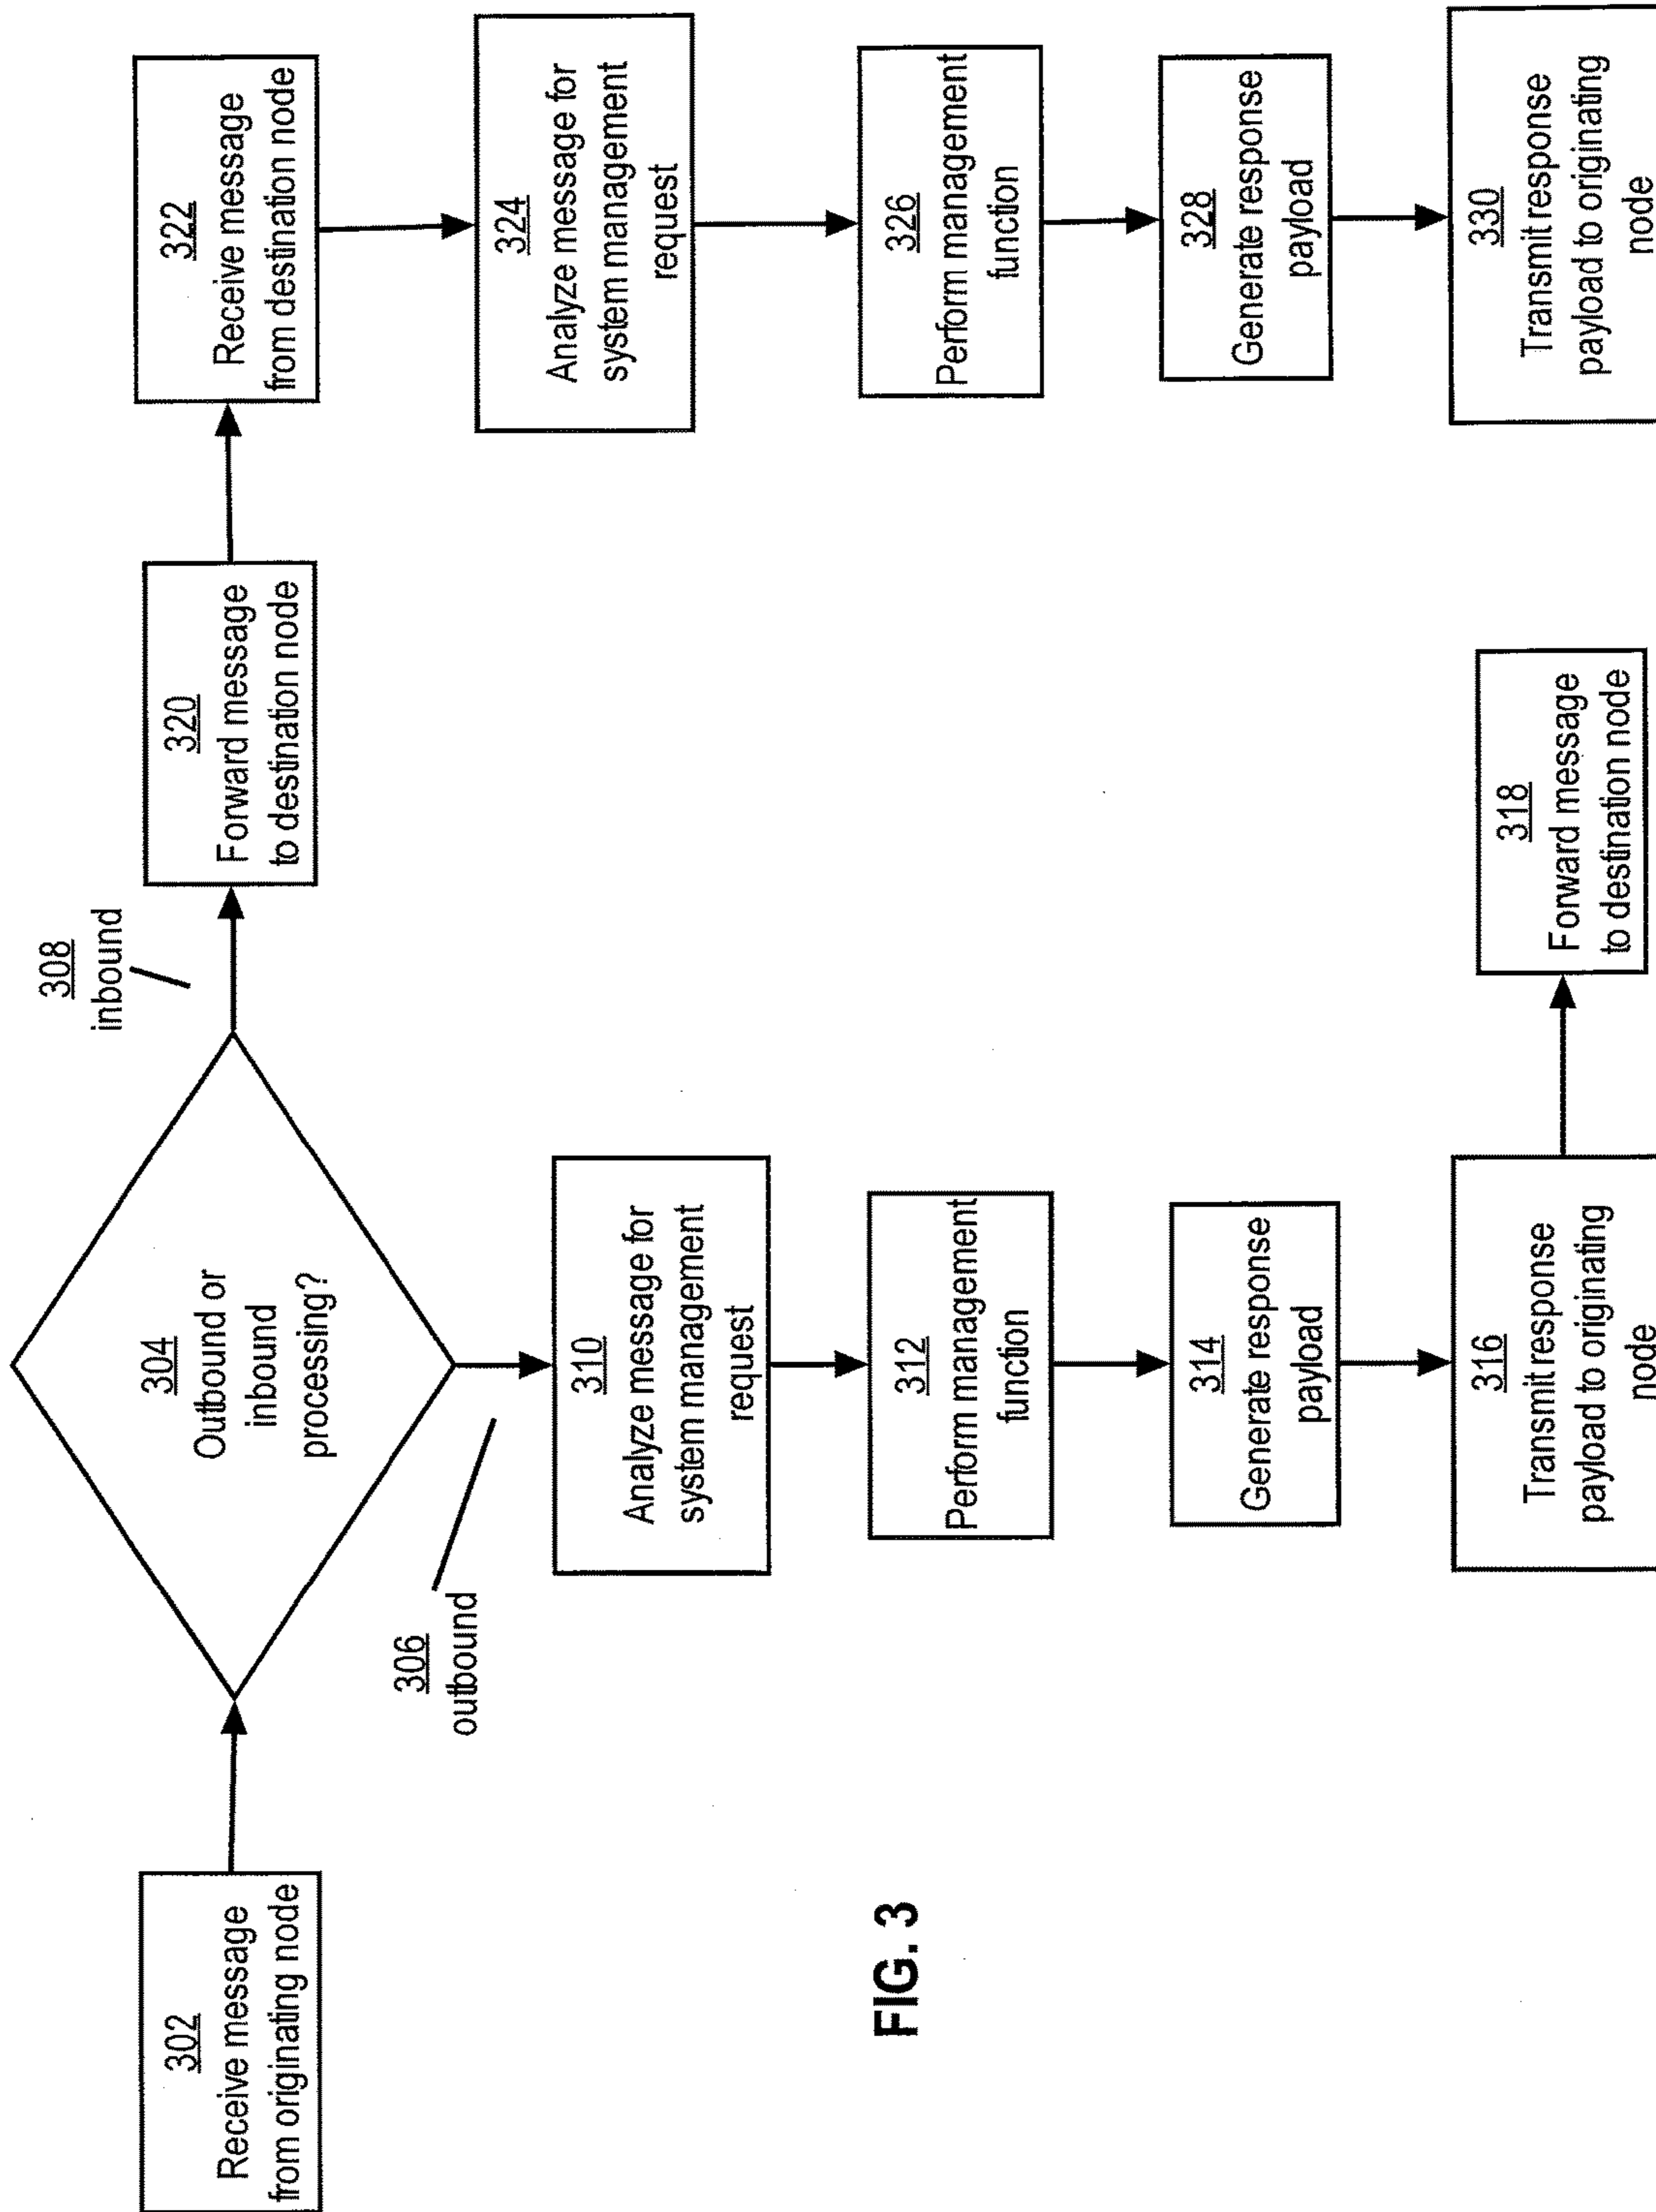 302
Receive message
from originating node
304
Outbound or
inbound
processing?
306
outbound
308
inbound
310
Analyze message for
system management
request
312
Perform management
function
314
Generate response
payload
316
Transmit response
payload to originating
node
318
Forward message
to destination node
320
Forward message
to destination node
322
Receive message
from destination node
324
Analyze message for
system management
request
326
Perform management
function
328
Generate response
payload
330
Transmit response
payload to originating
node
FIG. 3